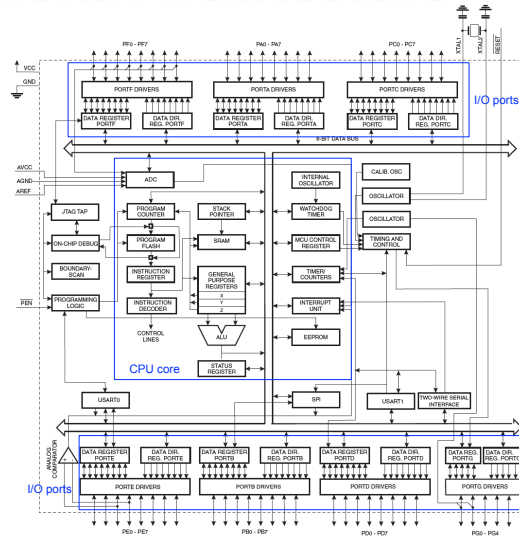 PF0 - PF7
PA0 - PA7
PC0 - PC7
XTAL1
XTAL2
RESET
VCC
GND
PORTF DRIVERS
PORTA DRIVERS
PORTC DRIVERS
I/O ports
DATA REGISTER PORTF
DATA DIR. REG. PORTF
DATA REGISTER PORTA
DATA DIR. REG. PORTA
DATA REGISTER PORTC
DATA DIR. REG. PORTC
8-BIT DATA BUS
AVCC
AGND
AREF
ADC
INTERNAL OSCILLATOR
CALIB. OSC
OSCILLATOR
JTAG TAP
PROGRAM COUNTER
STACK POINTER
WATCHDOG TIMER
OSCILLATOR
ON-CHIP DEBUG
PROGRAM FLASH
SRAM
MCU CONTROL REGISTER
TIMING AND CONTROL
BOUNDARY-SCAN
INSTRUCTION REGISTER
GENERAL PURPOSE REGISTERS
TIMER/ COUNTERS
X
Y
Z
PEN
PROGRAMMING LOGIC
INSTRUCTION DECODER
INTERRUPT UNIT
CONTROL LINES
ALU
EEPROM
CPU core
STATUS REGISTER
USART0
SPI
USART1
TWO-WIRE SERIAL INTERFACE
ANALOG COMPARATOR
DATA REGISTER PORTE
DATA DIR. REG. PORTE
DATA REGISTER PORTB
DATA DIR. REG. PORTB
DATA REGISTER PORTD
DATA DIR. REG. PORTD
DATA REG. PORTG
DATA DIR. REG. PORTG
I/O ports
PORTE DRIVERS
PORTB DRIVERS
PORTD DRIVERS
PORTG DRIVERS
PE0 - PE7
PB0 - PB7
PD0 - PD7
PG0 - PG4